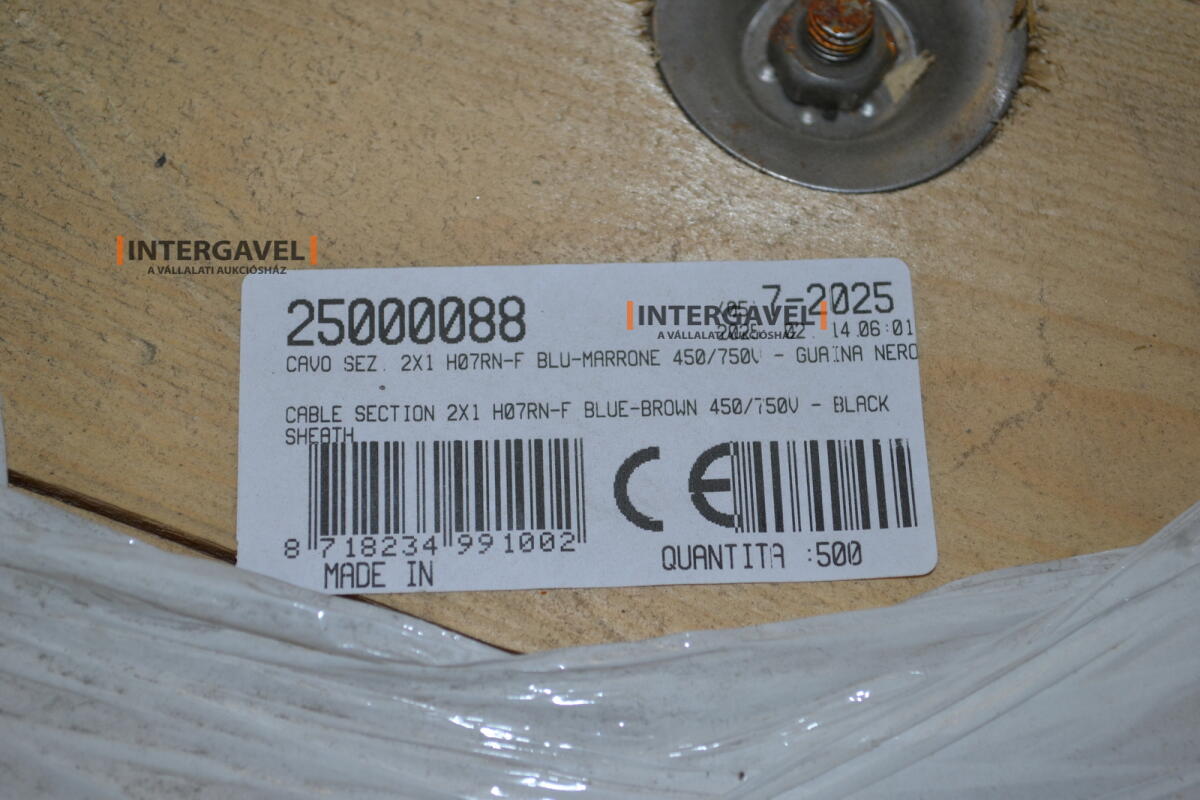 INTERGAVEL
A VÁLLALATI AUKCIÓSHÁZ
25000088
7-2025
INTERGAVEL
A VÁLLALATI AUKCIÓSHÁZ
14.06:01
CAVO SEZ. 2X1 H07RN-F BLU-MARRONE 450/750V - GUAINA NERO
CABLE SECTION 2X1 H07RN-F BLUE-BROWN 450/750V - BLACK
SHEATH
CE
8 718234 991002
QUANTITA :500
MADE IN